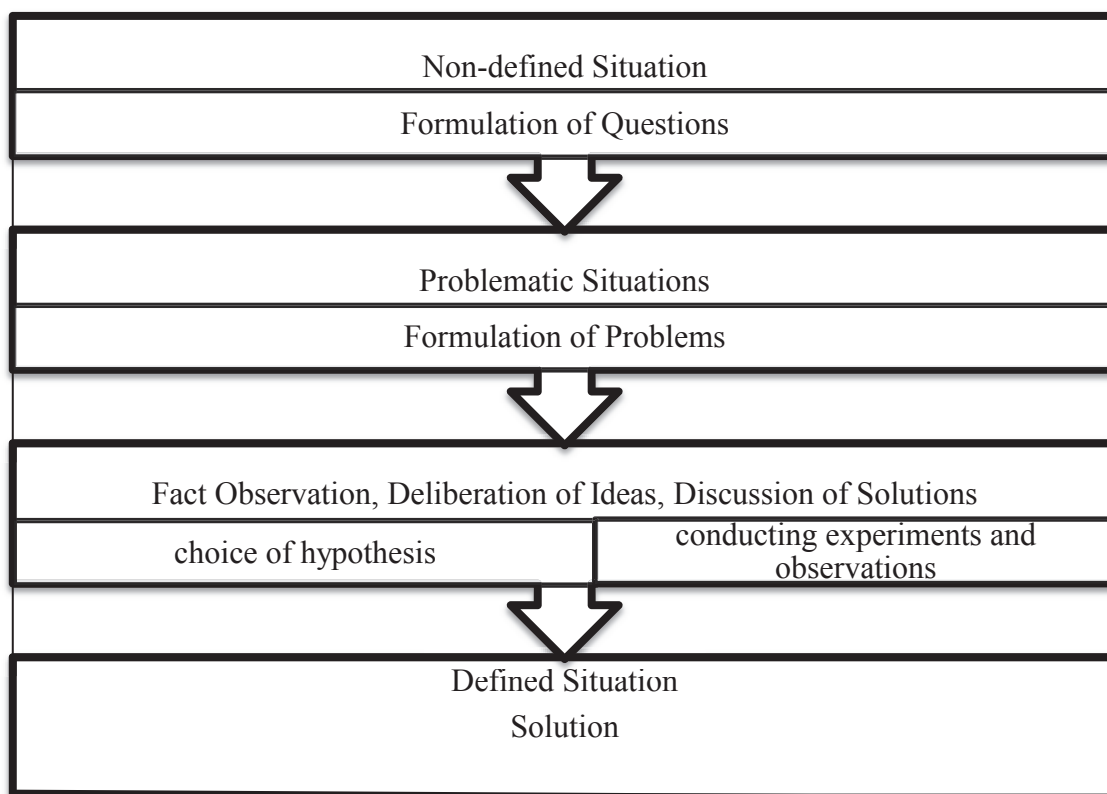 Non-defined Situation
Formulation of Questions
Problematic Situations
Formulation of Problems
Fact Observation, Deliberation of Ideas, Discussion of Solutions
choice of hypothesis
conducting experiments and
observations
Defined Situation
Solution